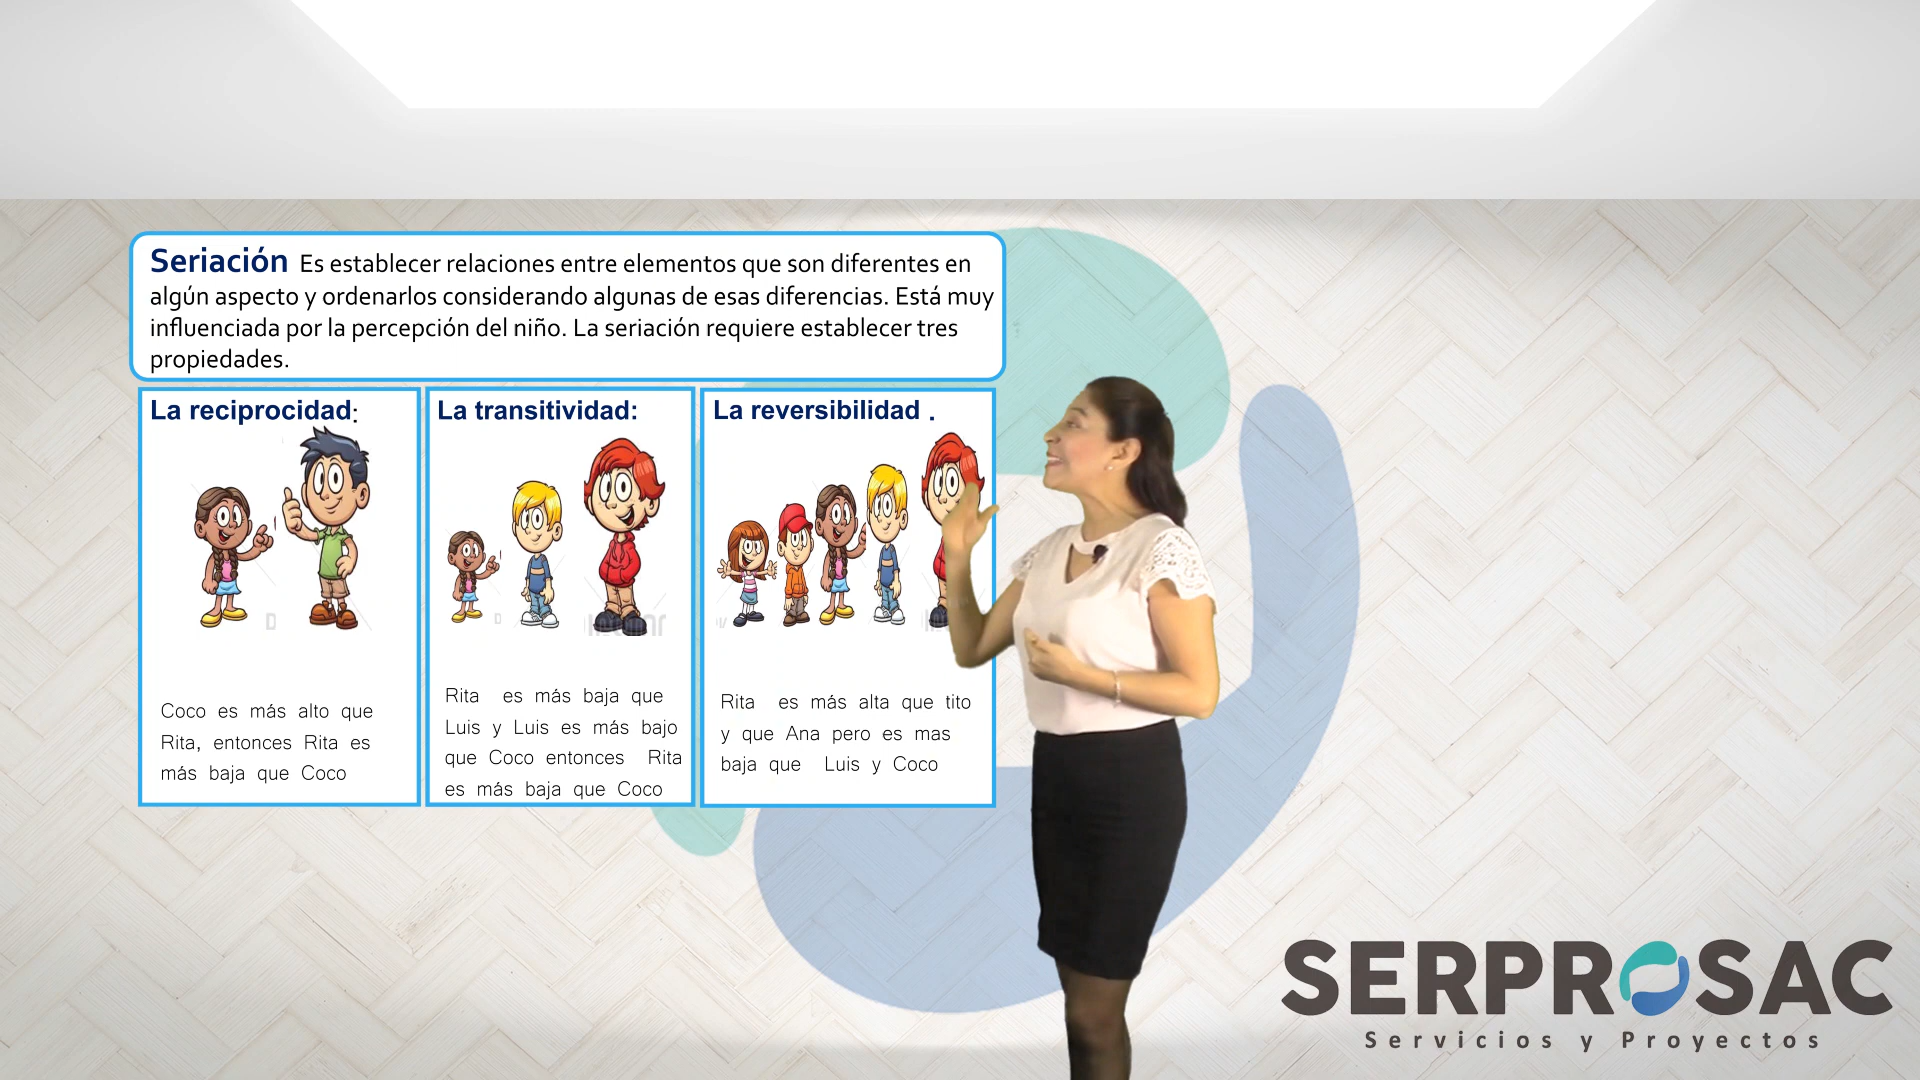 Seriación Es establecer relaciones entre elementos que son diferentes en
algún aspecto y ordenarlos considerando algunas de esas diferencias. Está muy
influenciada por la percepción del niño. La seriación requiere establecer tres
propiedades.
La reciprocidad:
Coco es más alto que
Rita, entonces Rita es
más baja que Coco
La transitividad:
Rita es más baja que
Luis y Luis es más bajo
que Coco entonces Rita
es más baja que Coco
La reversibilidad .
Rita es más alta que tito
y que Ana pero es mas
baja que Luis y Coco
SERPROSAC
Servicios y Proyectos